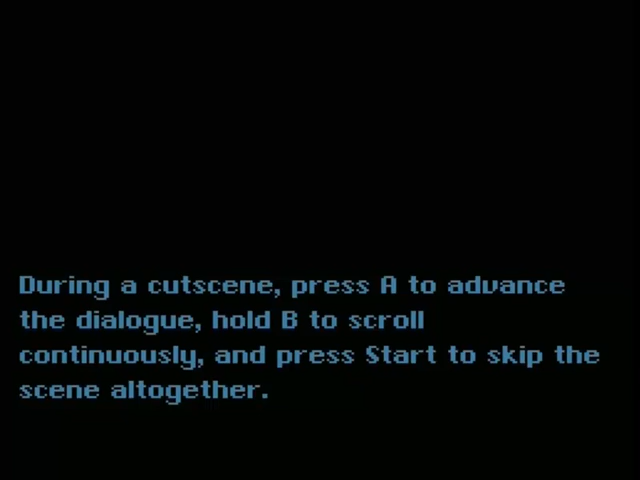 During a cutscene, press A to advance
the dialogue, hold B to scroll
continuously, and press Start to skip the
scene altogether.